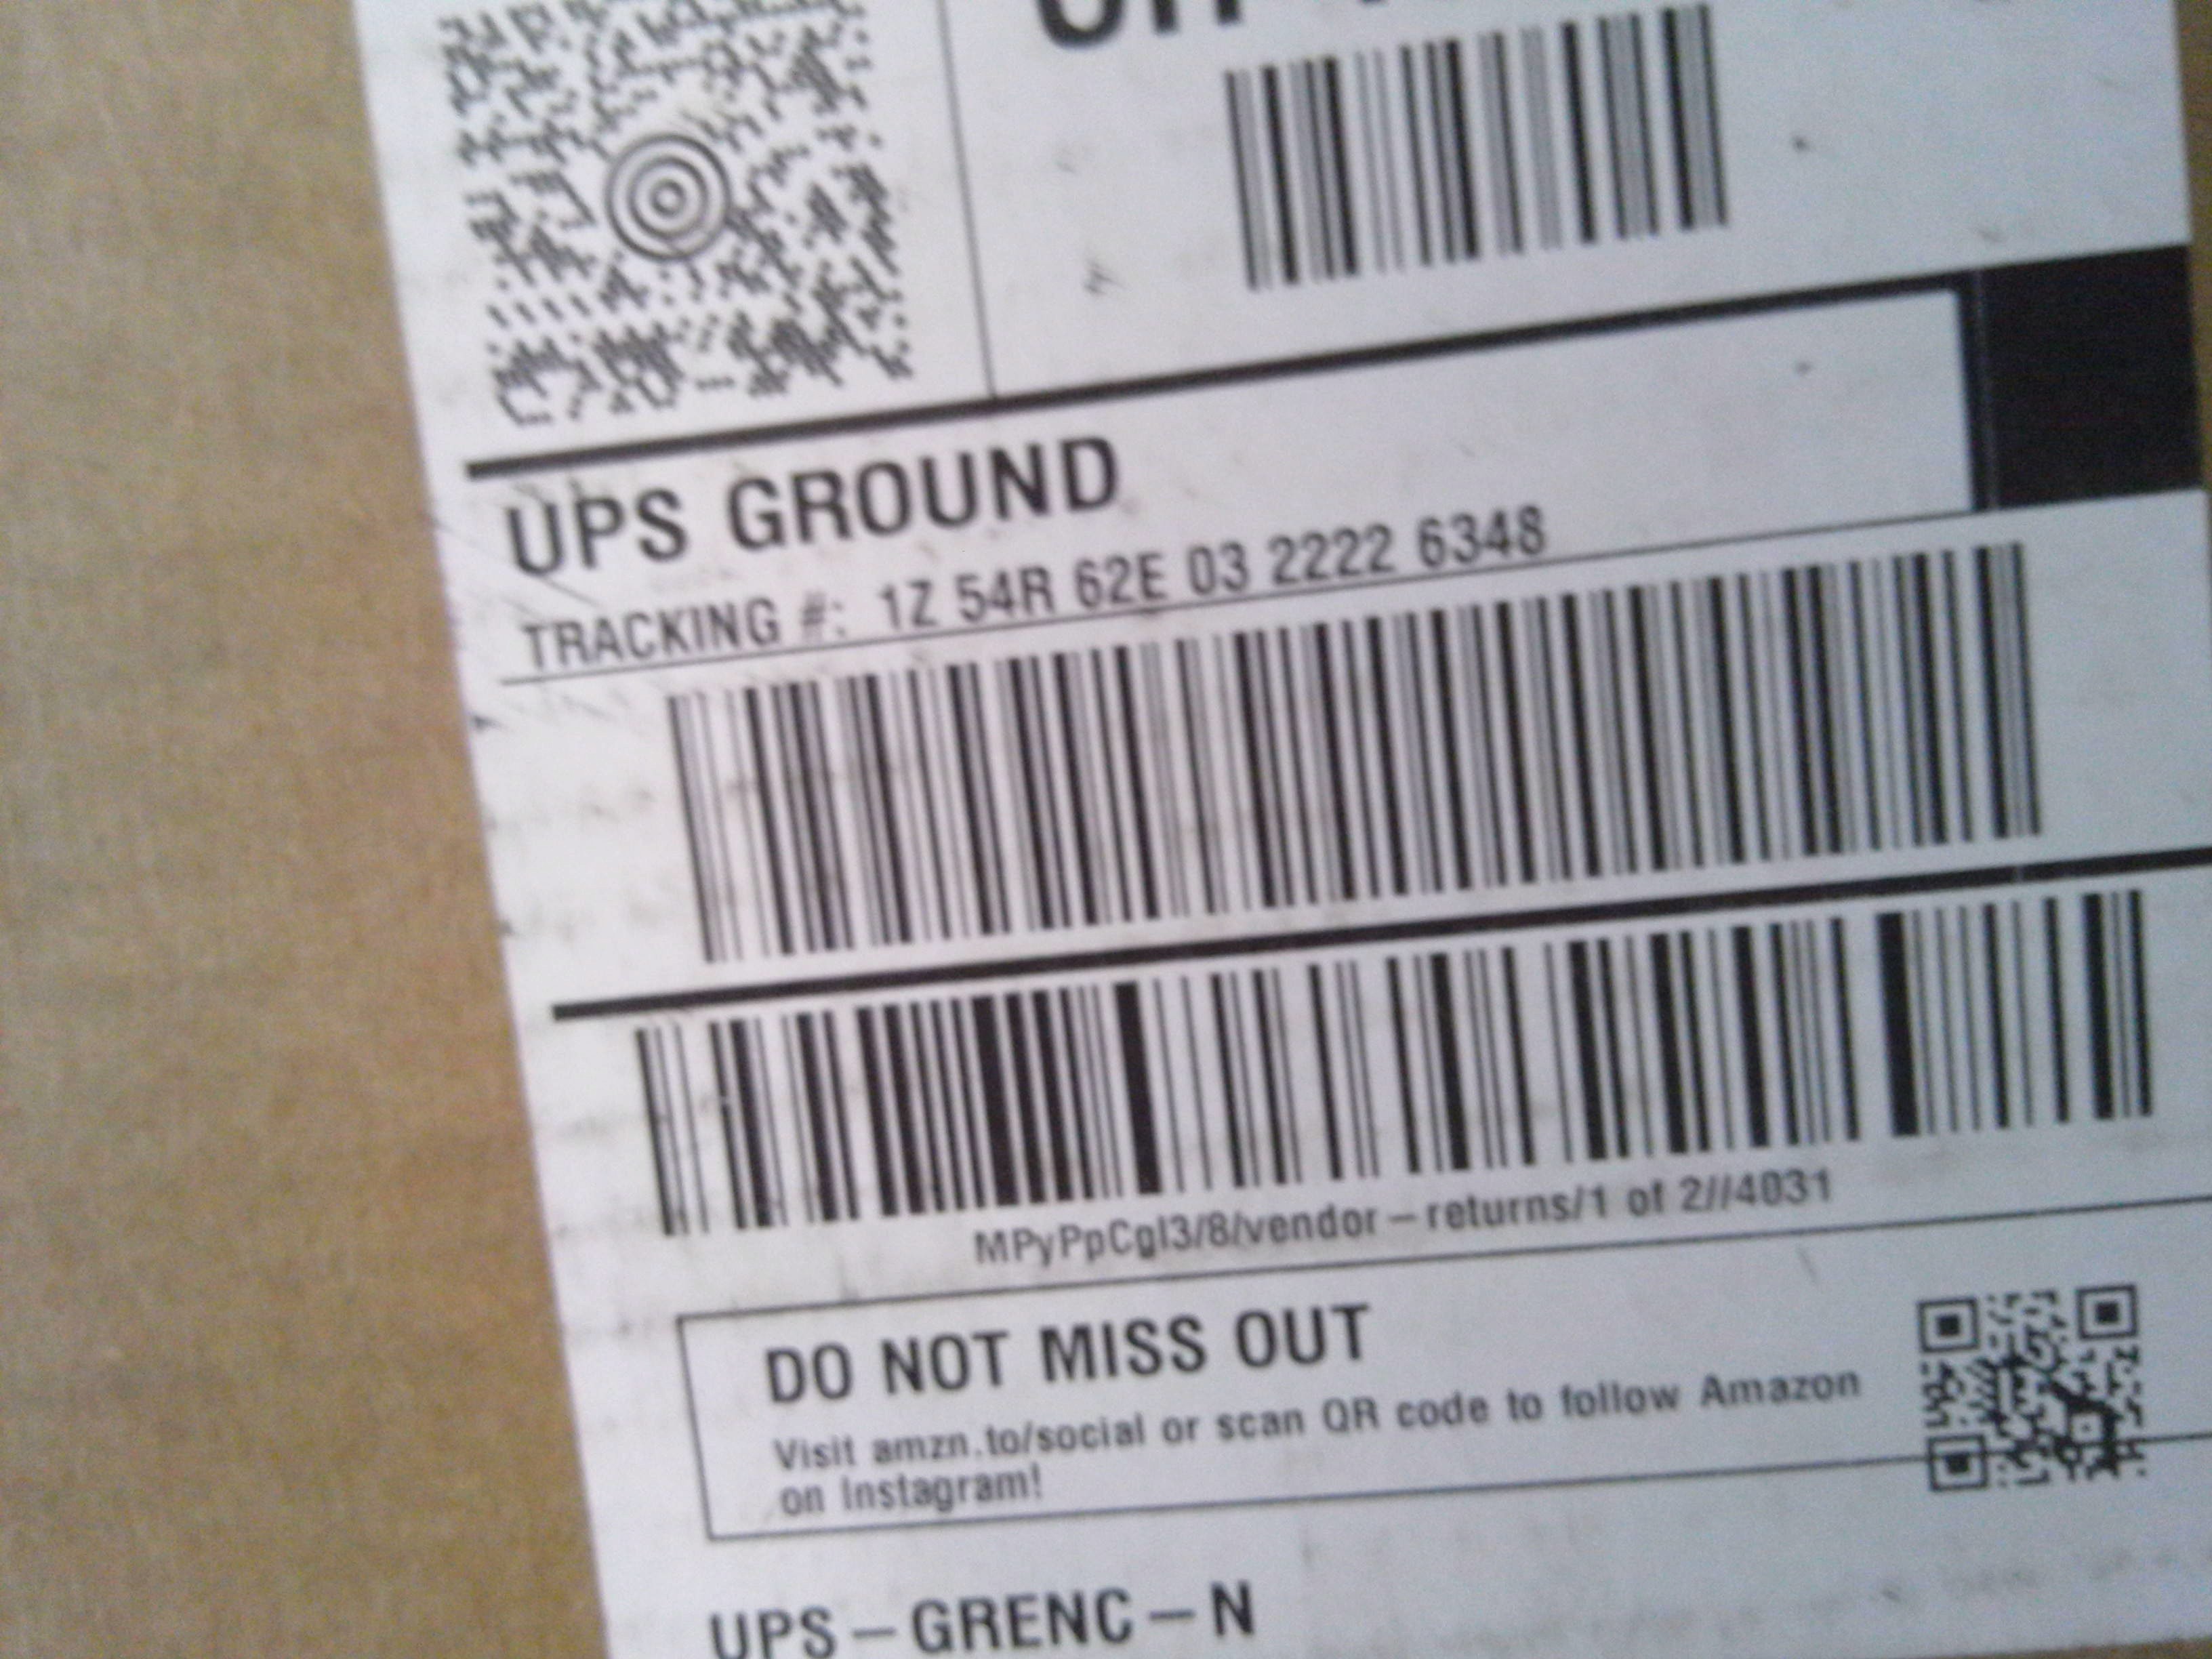 UPS GROUND
TRACKING #: 1Z 54R 62E 03 2222 6348
MPyPpCgl3/8/vendor-returns/1 of 2//4031
DO NOT MISS OUT
Visit amzn.to/social or scan QR code to follow Amazon
on Instagram!
UPS-GRENC-N